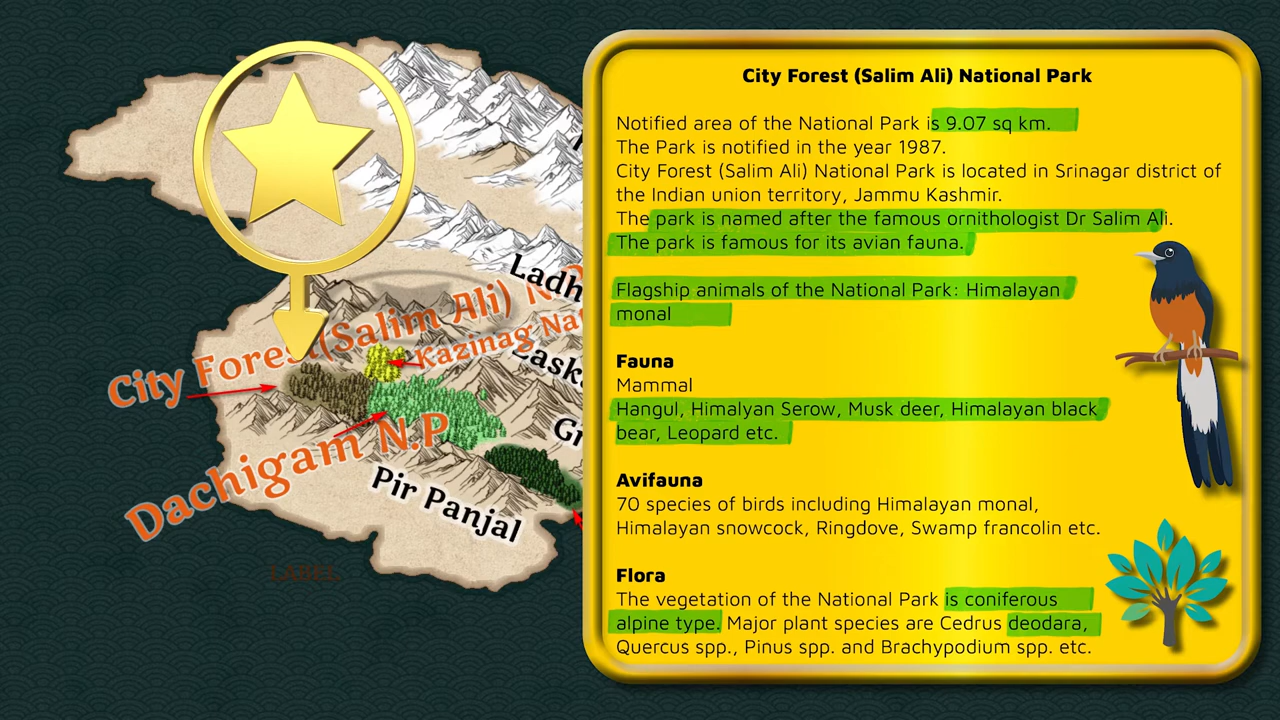 City Forest (Salim Ali) National Park
Notified area of the National Park is 9.07 sq km.
The Park is notified in the year 1987.
City Forest (Salim Ali) National Park is located in Srinagar district of
the Indian union territory, Jammu Kashmir.
The park is named after the famous ornithologist Dr Salim Ali.
The park is famous for its avian fauna.
Flagship animals of the National Park: Himalayan
monal
Fauna
Mammal
Hangul, Himalyan Serow, Musk deer, Himalayan black
bear, Leopard etc.
Avifauna
70 species of birds including Himalayan monal,
Himalayan snowcock, Ringdove, Swamp francolin etc.
Flora
The vegetation of the National Park is coniferous
alpine type. Major plant species are Cedrus deodara,
Quercus spp., Pinus spp. and Brachypodium spp. etc.
City Forest (Salim Ali)
Kazinag
Dachigam N.P
Pir Panjal
LABEL